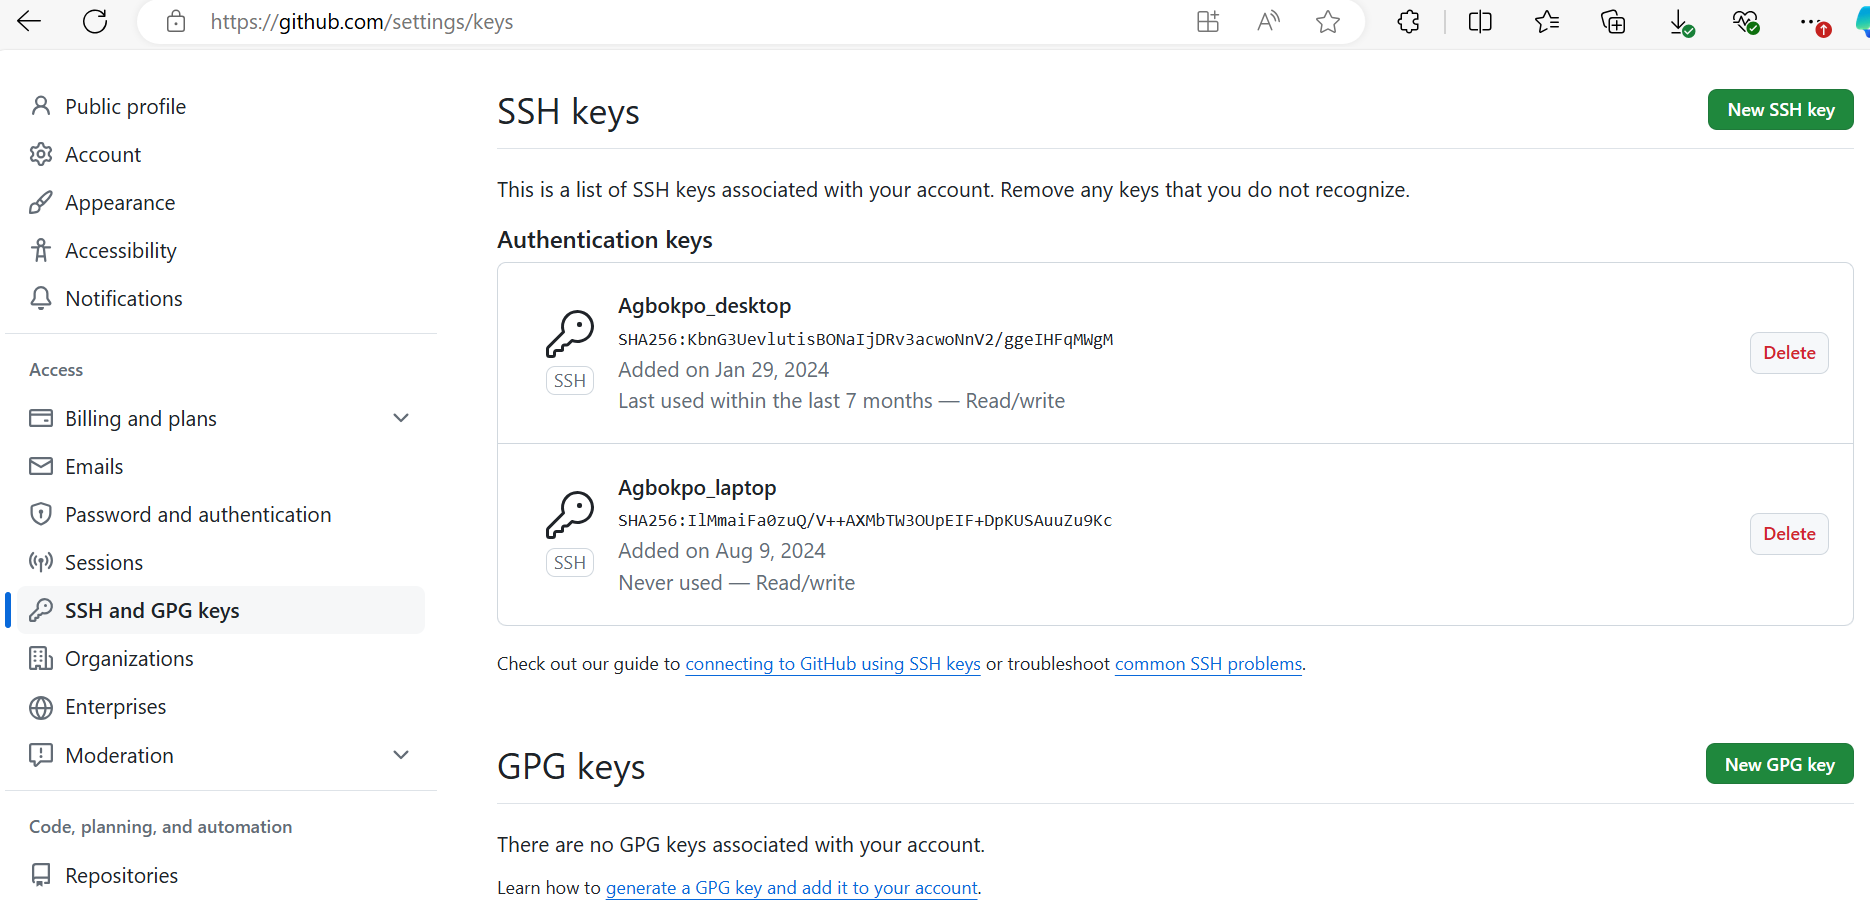 https://github.com/settings/keys
Public profile
Account
Appearance
Accessibility
Notifications
Access
Billing and plans
Emails
Password and authentication
Sessions
SSH and GPG keys
Organizations
Enterprises
Moderation
Code, planning, and automation
Repositories
SSH keys
New SSH key
This is a list of SSH keys associated with your account. Remove any keys that you do not recognize.
Authentication keys
Agbokpo_desktop
SHA256:KbnG3UevlutisBONaIjDRv3acwoNnV2/ggeIHFqMWgM
Added on Jan 29, 2024
Last used within the last 7 months — Read/write
SSH
Delete
Agbokpo_laptop
SHA256:IlMmaiFa0zuQ/V++AXMbTW3OUpEIF+DpKUSAuuZu9Kc
Added on Aug 9, 2024
Never used — Read/write
SSH
Delete
Check out our guide to connecting to GitHub using SSH keys or troubleshoot common SSH problems.
GPG keys
New GPG key
There are no GPG keys associated with your account.
Learn how to generate a GPG key and add it to your account.